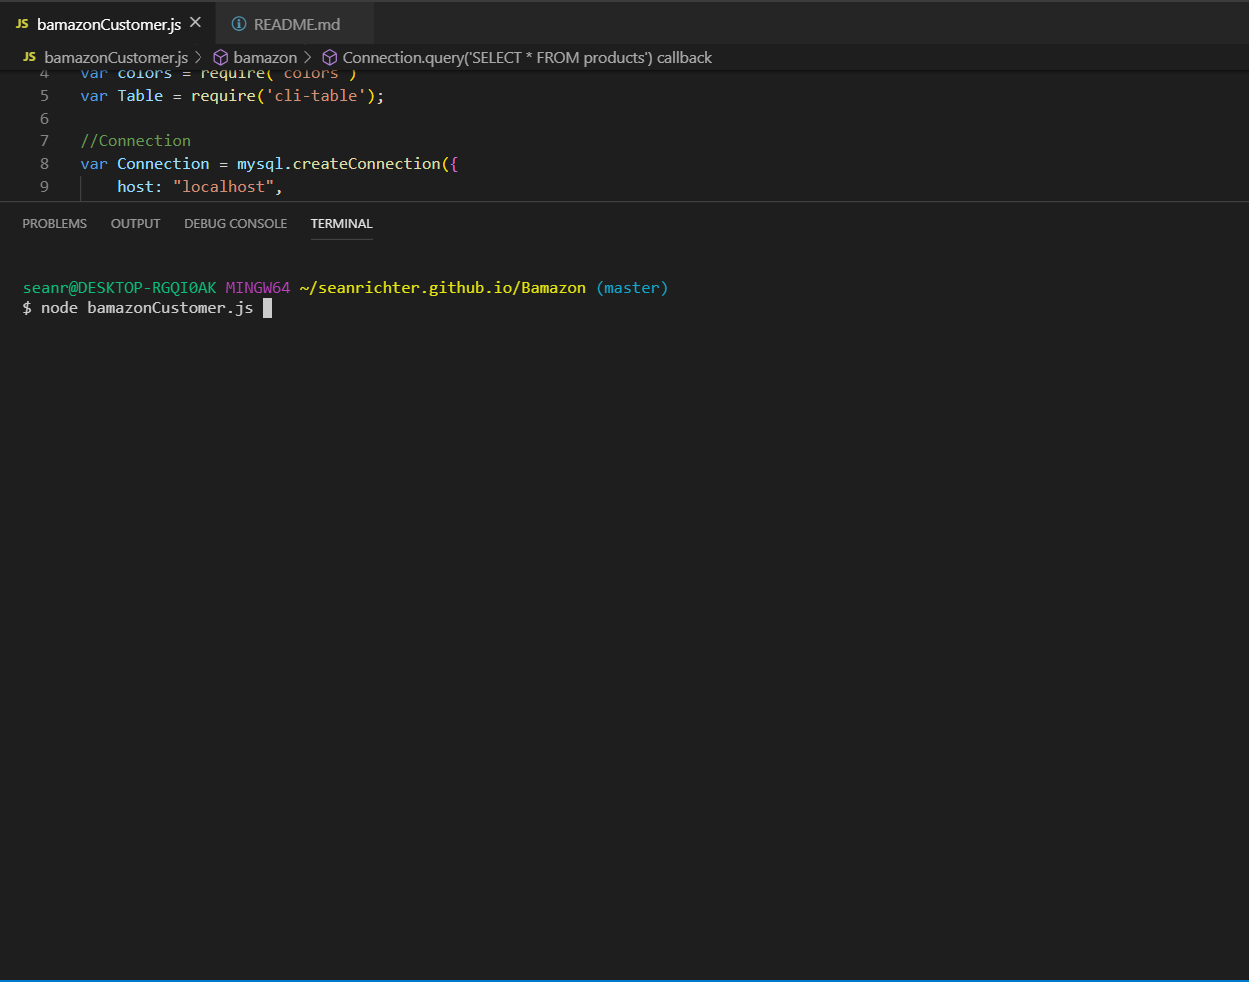 JS bamazonCustomer.js README.md
JS bamazonCustomer.js bamazon Connection.query('SELECT * FROM products') callback
4 var colors = require('colors')
5 var Table = require('cli-table');
6
7 //Connection
8 var Connection = mysql.createConnection({
9 host: "localhost",
PROBLEMS OUTPUT DEBUG CONSOLE TERMINAL
seanr@DESKTOP-RGQI0AK MINGW64 ~/seanrichter.github.io/Bamazon (master)
$ node bamazonCustomer.js